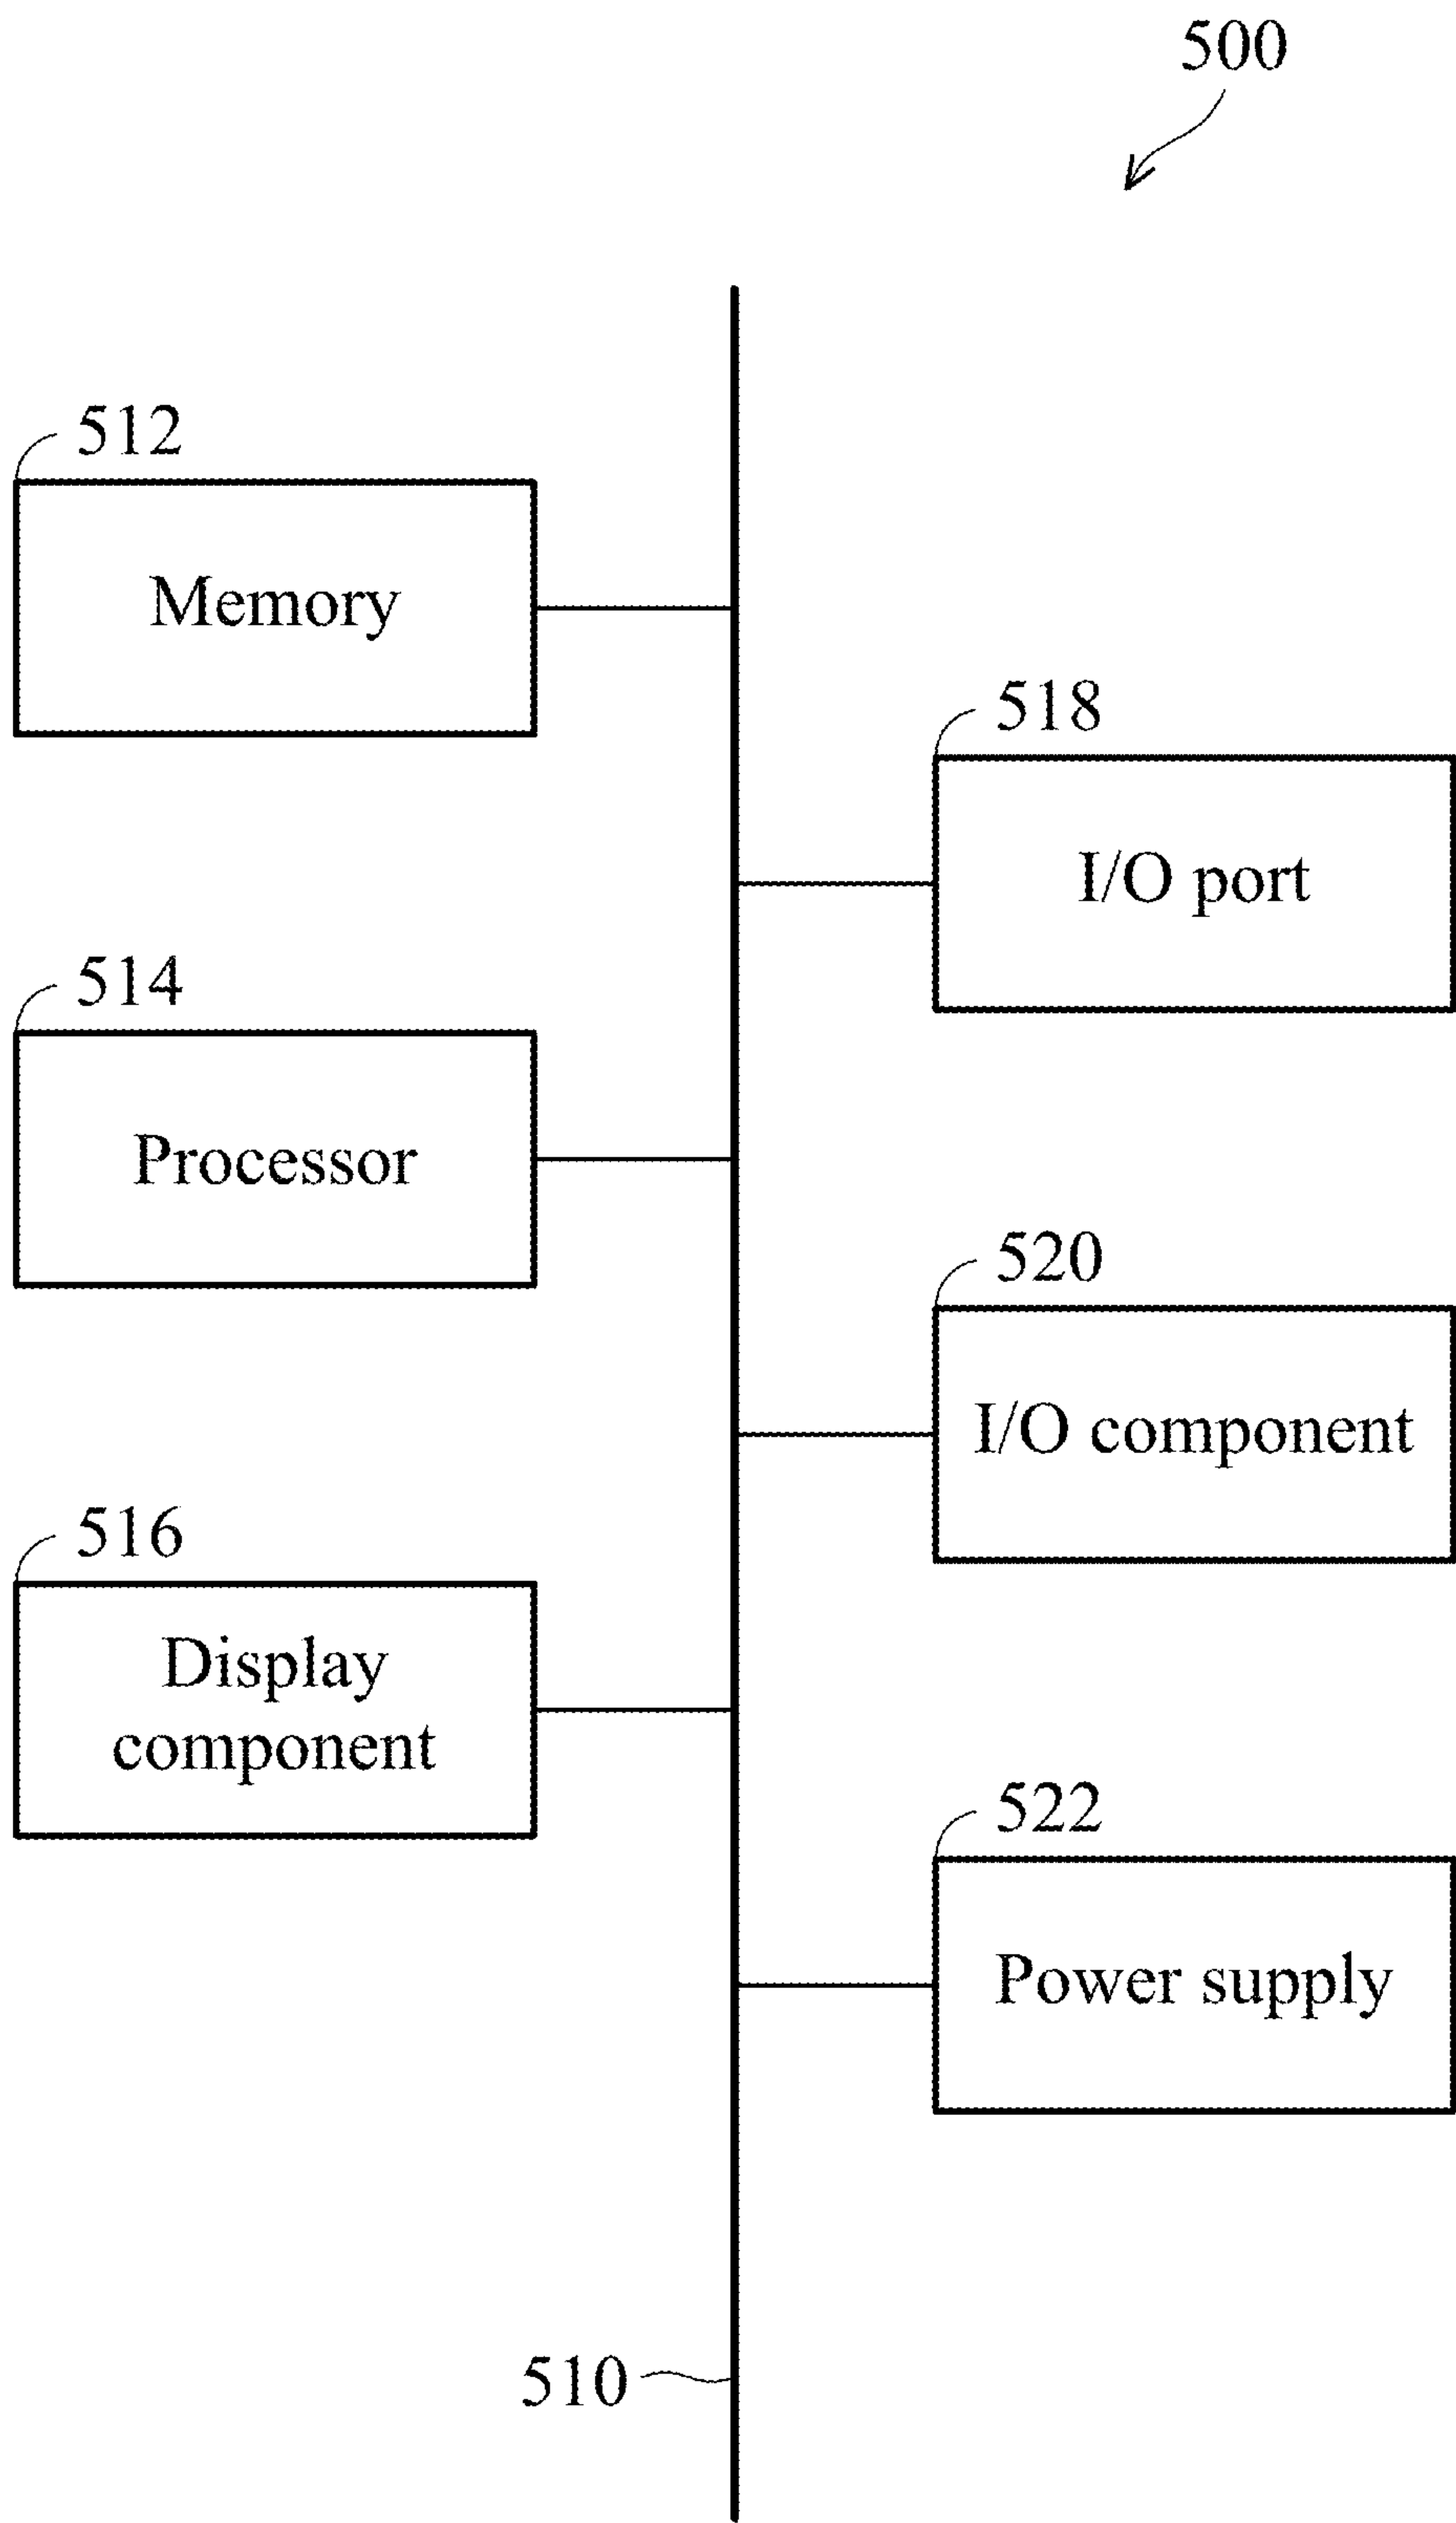 500
512
Memory
518
I/O port
514
Processor
520
I/O component
516
Display
component
522
Power supply
510